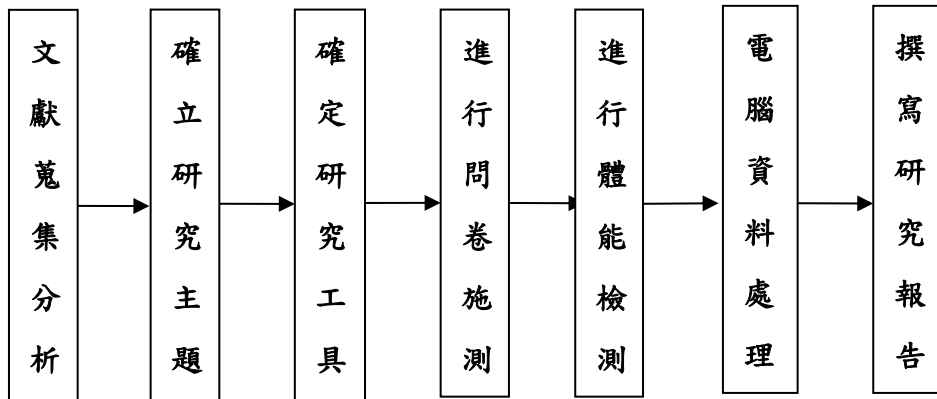 文獻蒐集分析
確立研究主題
確定研究工具
進行問卷施測
進行體能檢測
電腦資料處理
撰寫研究報告